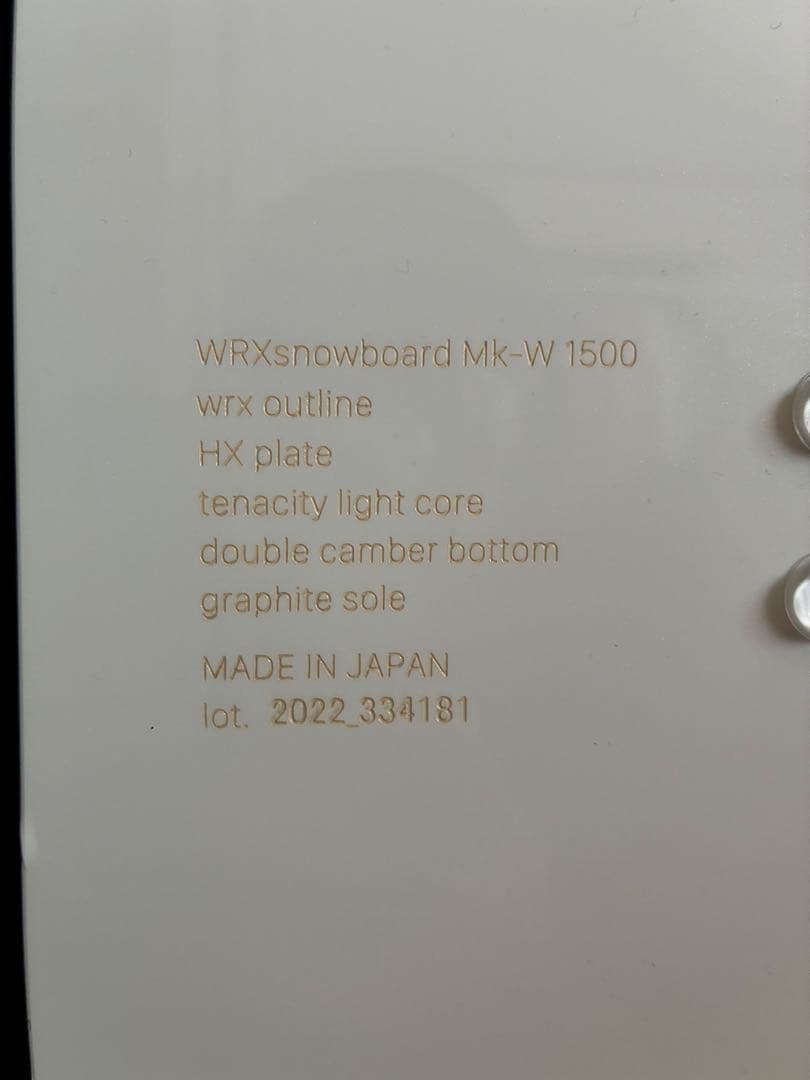 WRXsnowboard Mk-W 1500
wrx outline
HX plate
tenacity light core
double camber bottom
graphite sole
MADE IN JAPAN
lot. 2022_334181